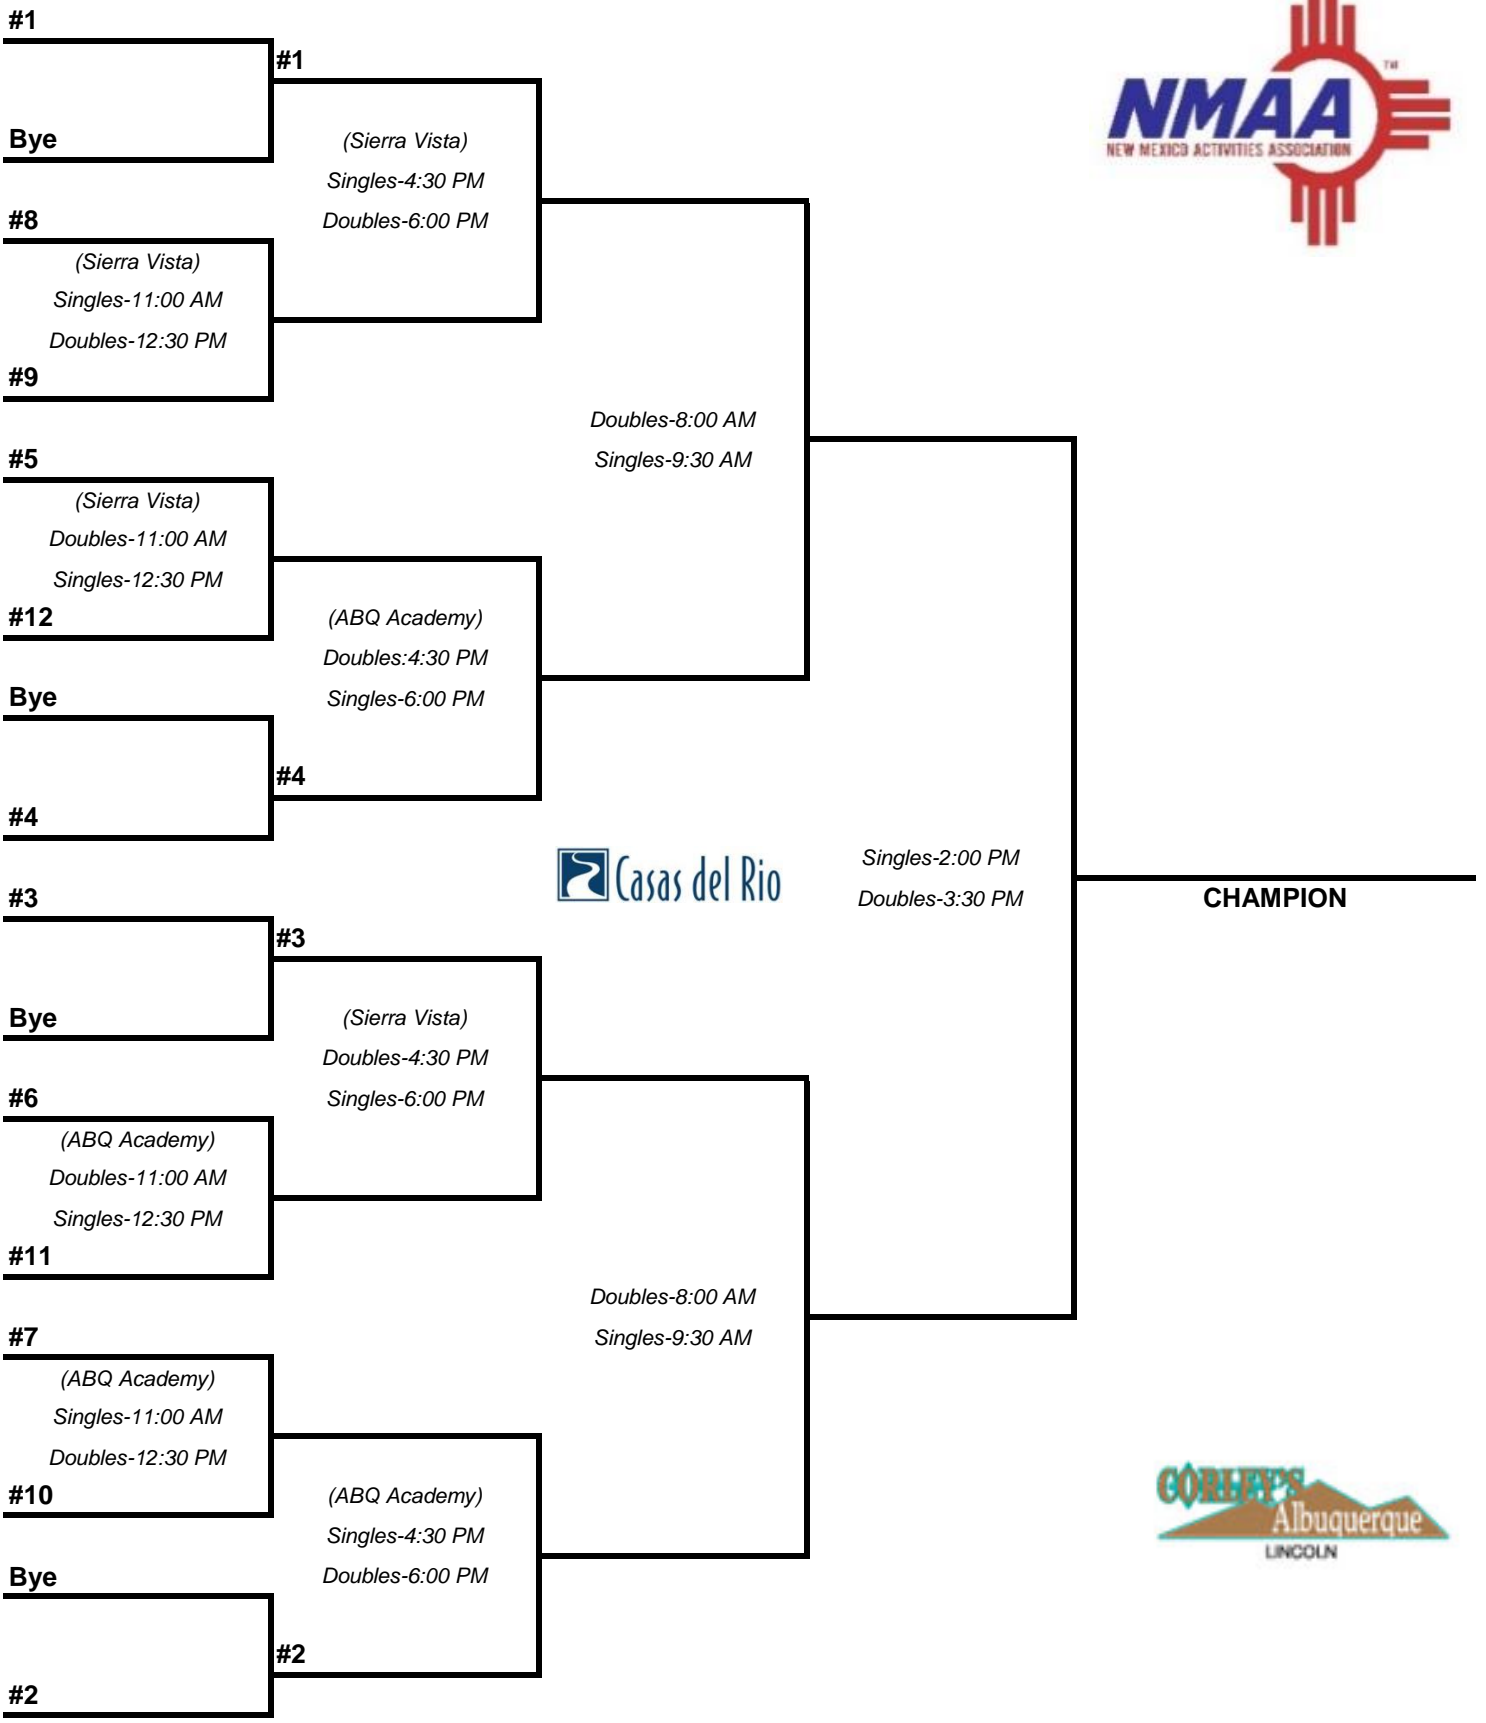 #1
#1
Bye
(Sierra Vista)
Singles-4:30 PM
Doubles-6:00 PM
#8
(Sierra Vista)
Singles-11:00 AM
Doubles-12:30 PM
#9
Doubles-8:00 AM
Singles-9:30 AM
#5
(Sierra Vista)
Doubles-11:00 AM
Singles-12:30 PM
#12
(ABQ Academy)
Doubles:4:30 PM
Singles-6:00 PM
Bye
#4
#4
Casas del Rio
Singles-2:00 PM
Doubles-3:30 PM
CHAMPION
#3
#3
Bye
(Sierra Vista)
Doubles-4:30 PM
Singles-6:00 PM
#6
(ABQ Academy)
Doubles-11:00 AM
Singles-12:30 PM
#11
Doubles-8:00 AM
Singles-9:30 AM
#7
(ABQ Academy)
Singles-11:00 AM
Doubles-12:30 PM
#10
(ABQ Academy)
Singles-4:30 PM
Doubles-6:00 PM
Bye
#2
#2
NMAA
TM
NEW MEXICO ACTIVITIES ASSOCIATION
CORLEY'S
Albuquerque
LINCOLN